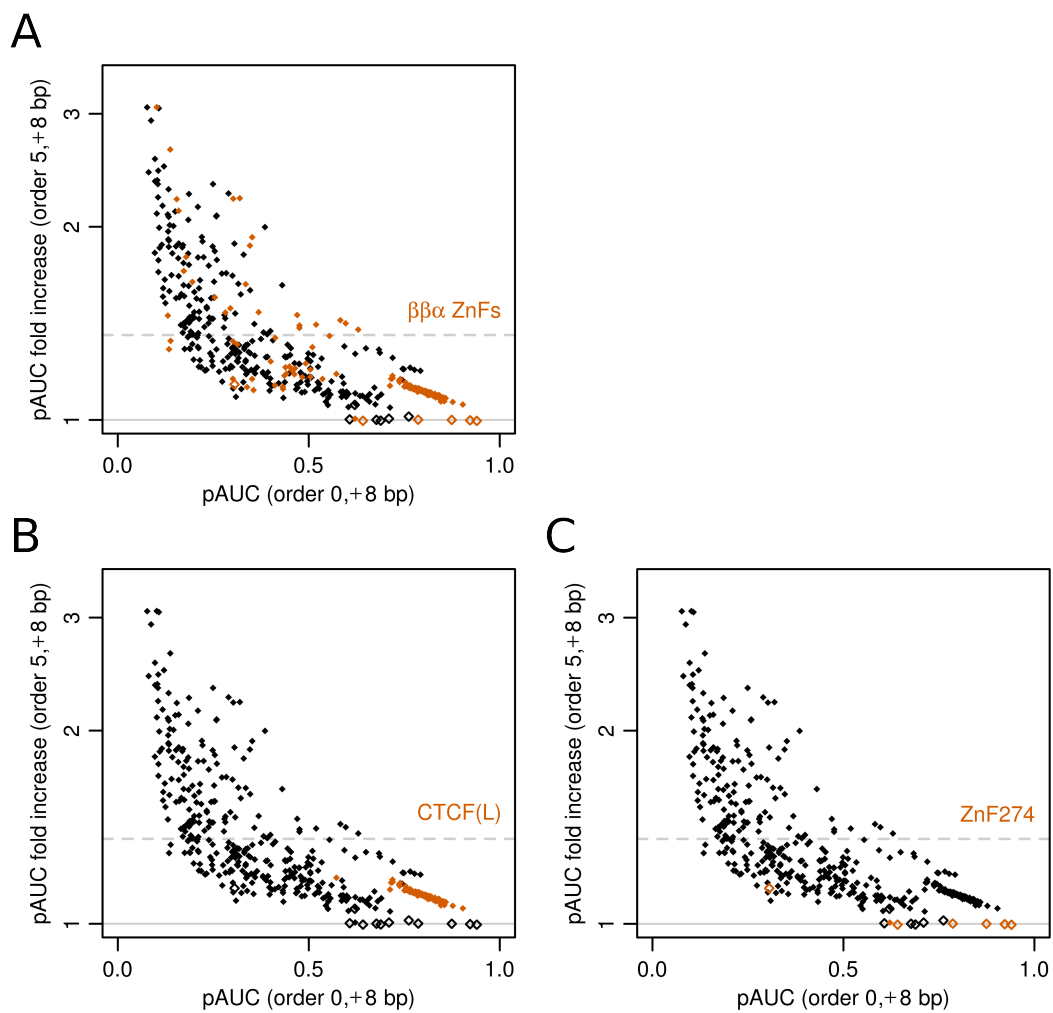 A
pAUC fold increase (order 5,+8 bp)
3
2
1
ββα ZnFs
0.0 0.5 1.0
pAUC (order 0,+8 bp)
B
pAUC fold increase (order 5,+8 bp)
3
2
1
CTCF(L)
0.0 0.5 1.0
pAUC (order 0,+8 bp)
C
pAUC fold increase (order 5,+8 bp)
3
2
1
ZnF274
0.0 0.5 1.0
pAUC (order 0,+8 bp)